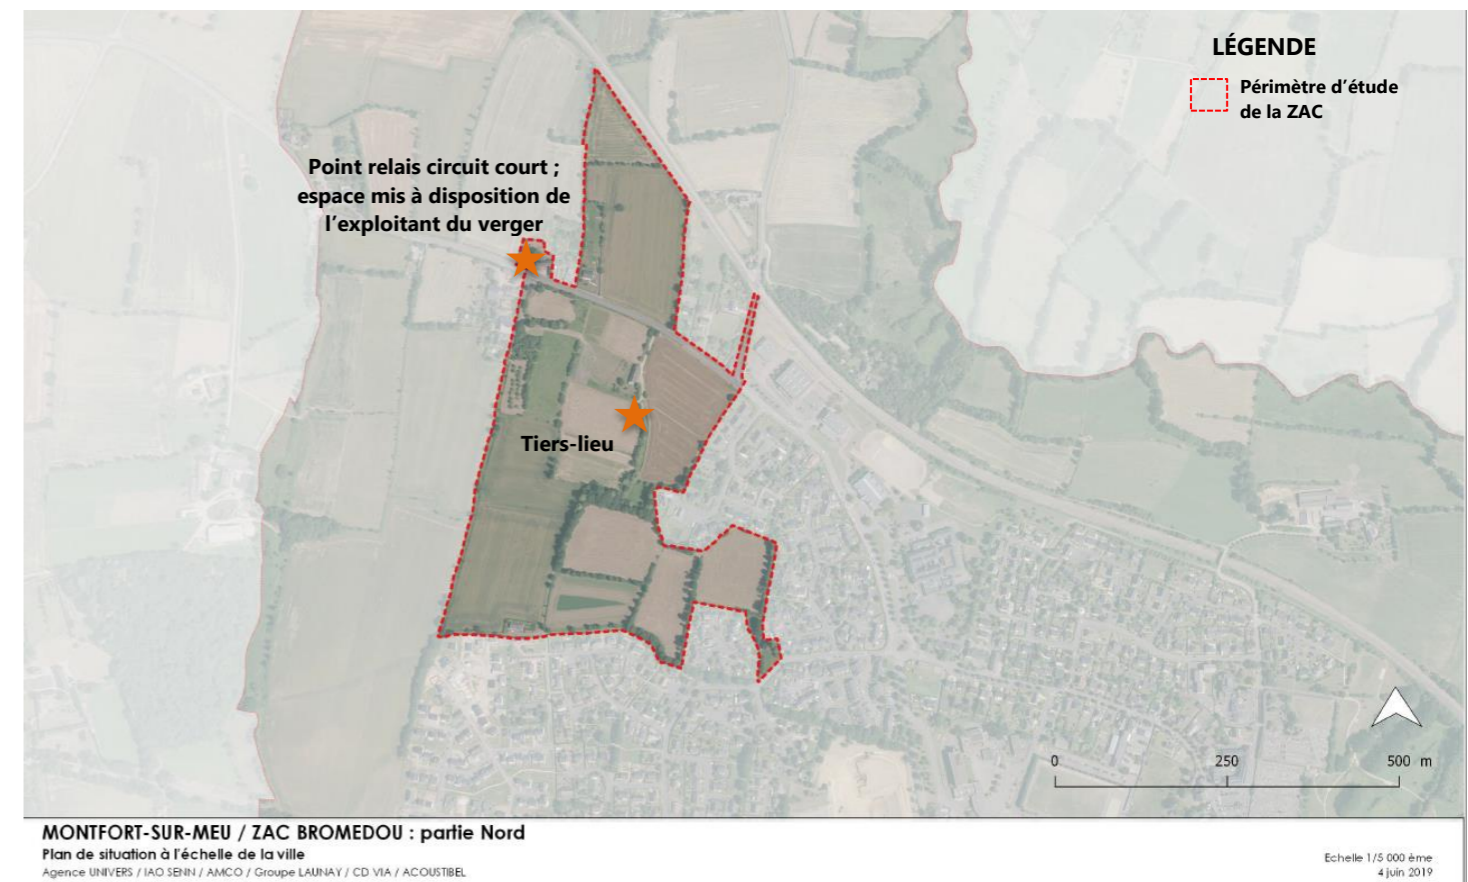 LÉGENDE
Périmètre d’étude
de la ZAC
Point relais circuit court ;
espace mis à disposition de
l’exploitant du verger
Tiers-lieu
0 250 500 m
MONTFORT-SUR-MEU / ZAC BROMEDOU : partie Nord
Plan de situation à l'échelle de la ville
Agence UNIVERS / IAO SENN / AMCO / Groupe LAUNAY / CD VIA / ACOUSTIBEL
Echelle 1/5 000 ème
4 juin 2019